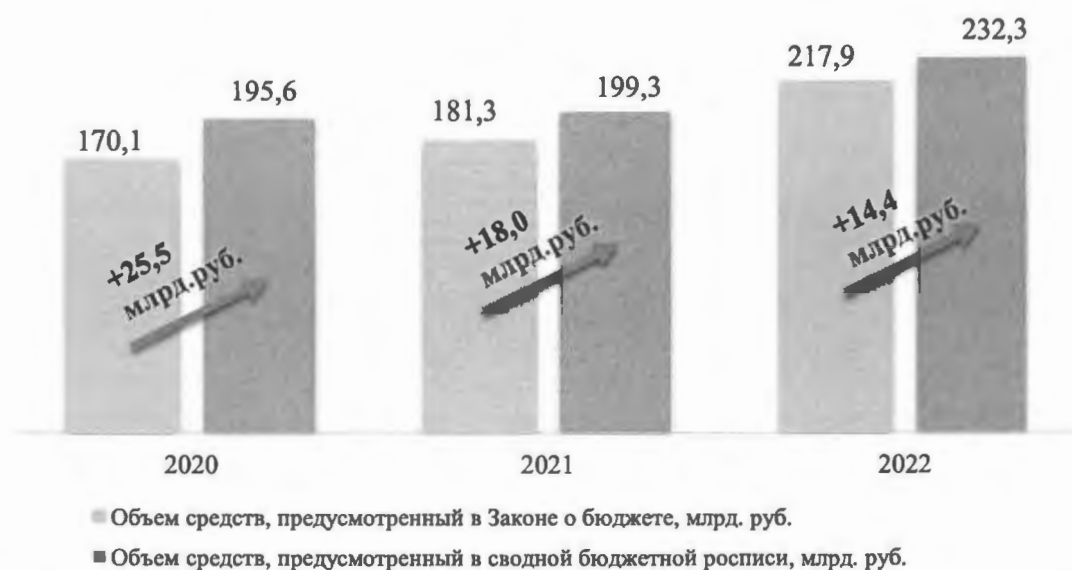 170,1
195,6
181,3
199,3
217,9
232,3
+25,5
млрд.руб.
+18,0
млрд.руб.
+14,4
млрд.руб.
2020
2021
2022
Объем средств, предусмотренный в Законе о бюджете, млрд. руб.
Объем средств, предусмотренный в сводной бюджетной росписи, млрд. руб.